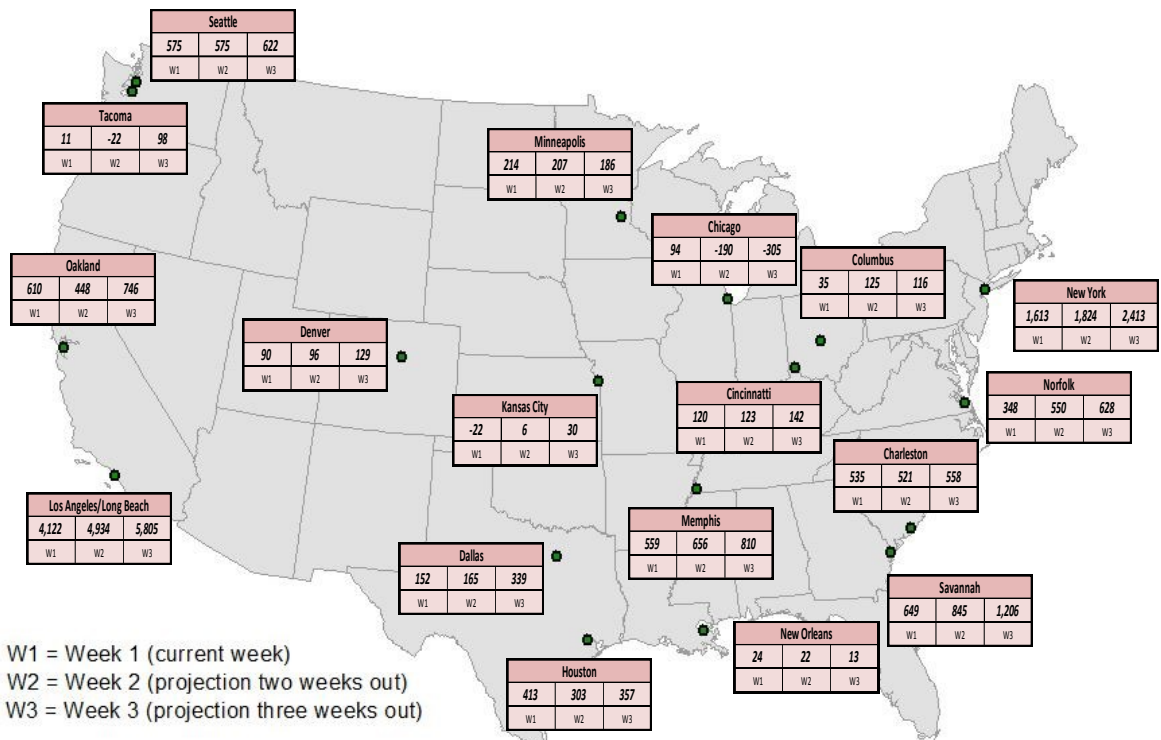 Seattle
575 575 622
W1 W2 W3
Tacoma
11 -22 98
W1 W2 W3
Minneapolis
214 207 186
W1 W2 W3
Chicago
94 -190 -305
W1 W2 W3
Columbus
35 125 116
W1 W2 W3
Oakland
610 448 746
W1 W2 W3
New York
1,613 1,824 2,413
W1 W2 W3
Denver
90 96 129
W1 W2 W3
Norfolk
348 550 628
W1 W2 W3
Cincinnatti
120 123 142
W1 W2 W3
Kansas City
-22 6 30
W1 W2 W3
Charleston
535 521 558
W1 W2 W3
Los Angeles/Long Beach
4,122 4,934 5,805
W1 W2 W3
Memphis
559 656 810
W1 W2 W3
Dallas
152 165 339
W1 W2 W3
Savannah
649 845 1,206
W1 W2 W3
New Orleans
24 22 13
W1 W2 W3
Houston
413 303 357
W1 W2 W3
W1 = Week 1 (current week)
W2 = Week 2 (projection two weeks out)
W3 = Week 3 (projection three weeks out)